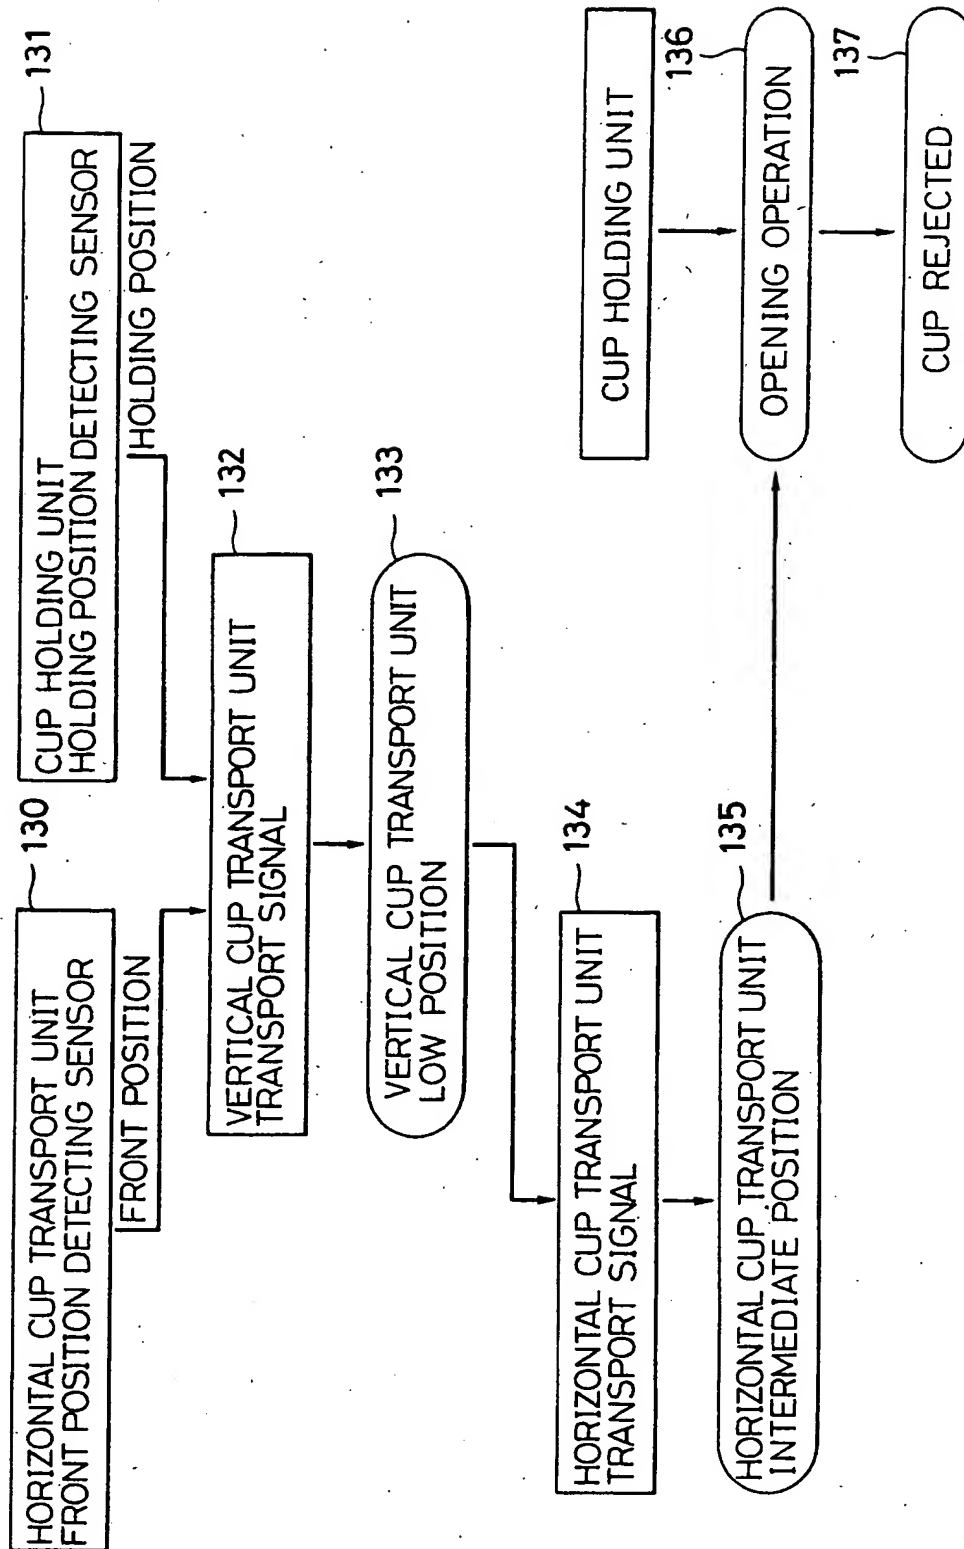 HORIZONTAL CUP TRANSPORT UNIT
FRONT POSITION DETECTING SENSOR
130
FRONT POSITION
CUP HOLDING UNIT
HOLDING POSITION DETECTING SENSOR
131
HOLDING POSITION
VERTICAL CUP TRANSPORT UNIT
TRANSPORT SIGNAL
132
VERTICAL CUP TRANSPORT UNIT
LOW POSITION
133
HORIZONTAL CUP TRANSPORT UNIT
TRANSPORT SIGNAL
134
HORIZONTAL CUP TRANSPORT UNIT
INTERMEDIATE POSITION
135
CUP HOLDING UNIT
OPENING OPERATION
136
CUP REJECTED
137